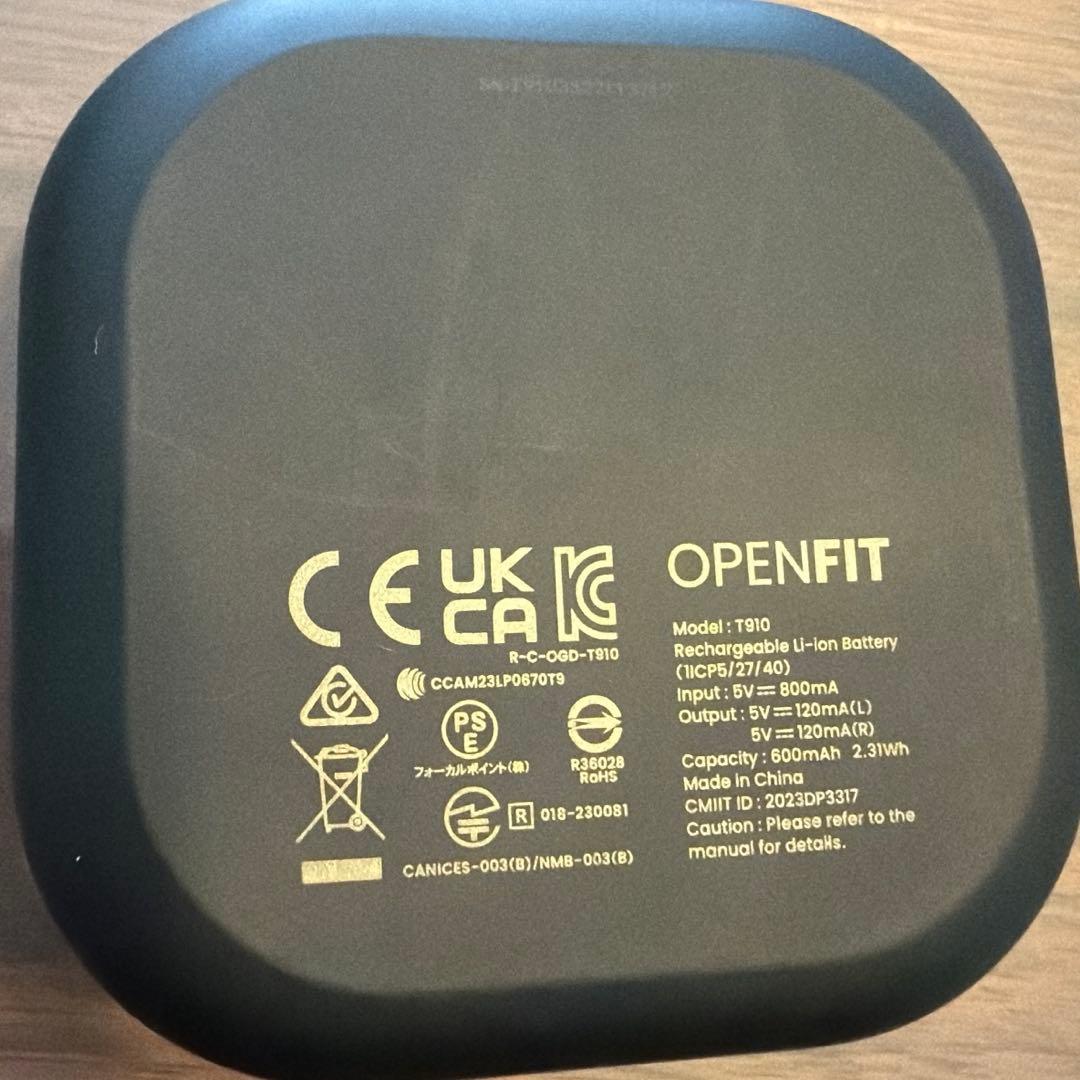 CE
UK
CA
KC
R-C-OGD-T910
CCAM23LP0670T9
PS
E
フォーカルポイント(株)
R36028
RoHS
R 018-230081
CANICES-003(B)/NMB-003(B)
OPENFIT
Model : T910
Rechargeable Li-ion Battery
(1ICP5/27/40)
Input : 5V⎓800mA
Output : 5V⎓120mA(L)
5V⎓120mA(R)
Capacity : 600mAh 2.31Wh
Made in China
CMIIT ID : 2023DP3317
Caution : Please refer to the
manual for details.